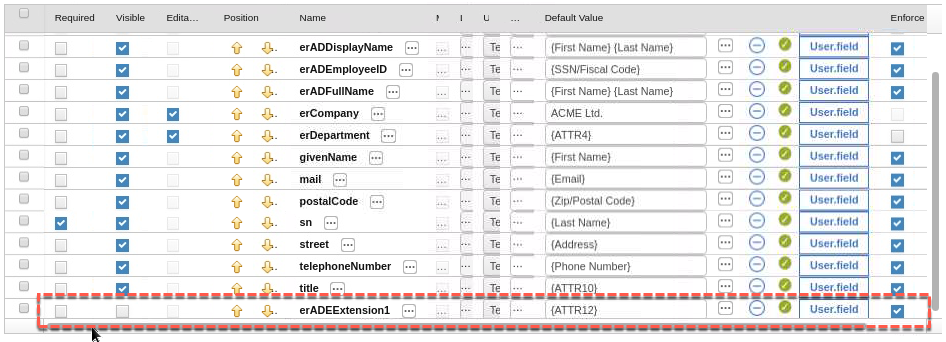 Required Visible Edita... Position Name I U ... Default Value Enforce
erADDisplayName ... ... ... Te ... {First Name} {Last Name} ... User.field
erADEmployeeID ... ... ... Te ... {SSN/Fiscal Code} ... User.field
erADFullName ... ... ... Te ... {First Name} {Last Name} ... User.field
erCompany ... ... ... Te ... ACME Ltd. ... User.field
erDepartment ... ... ... Te ... {ATTR4} ... User.field
givenName ... ... ... Te ... {First Name} ... User.field
mail ... ... ... Te ... {Email} ... User.field
postalCode ... ... ... Te ... {Zip/Postal Code} ... User.field
sn ... ... ... Te ... {Last Name} ... User.field
street ... ... ... Te ... {Address} ... User.field
telephoneNumber ... ... ... Te ... {Phone Number} ... User.field
title ... ... ... Te ... {ATTR10} ... User.field
erADEExtension1 ... ... ... Te ... {ATTR12} ... User.field